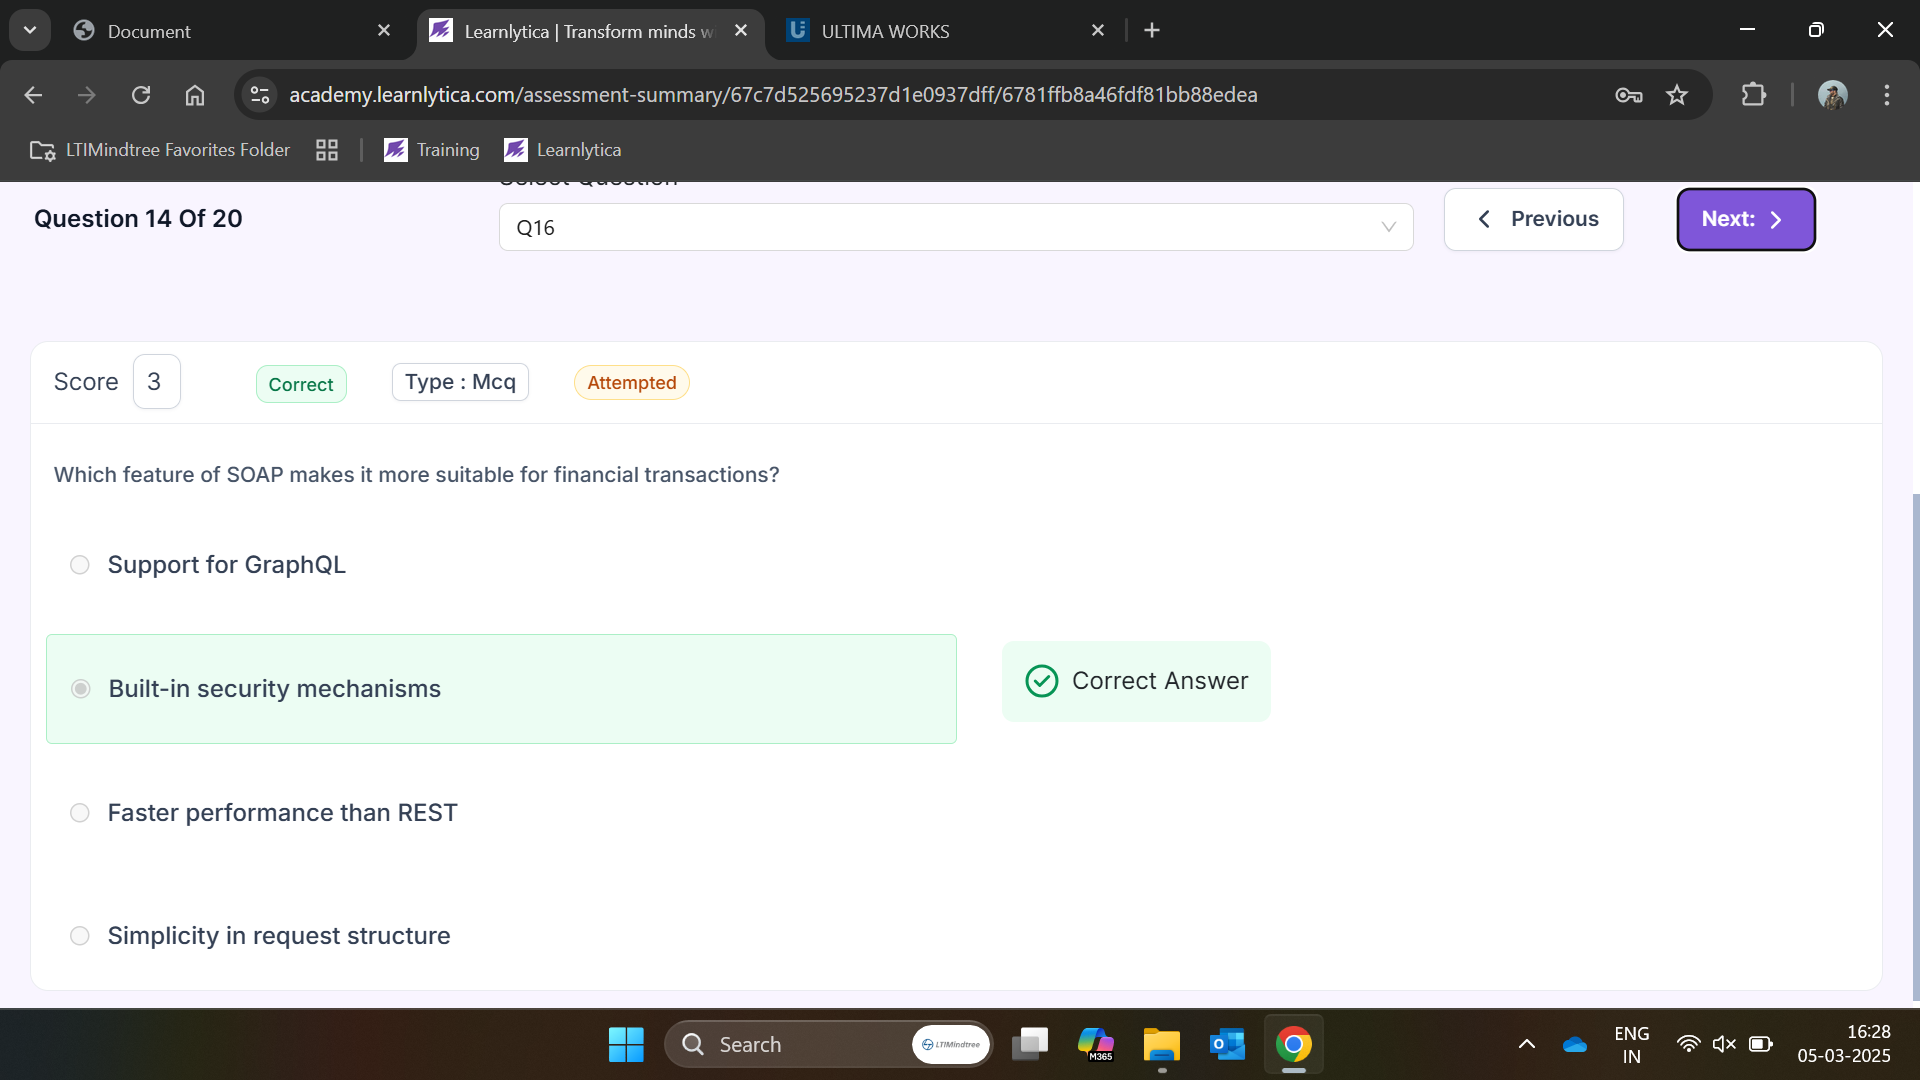 Document
Learnlytica | Transform minds w
ULTIMA WORKS
academy.learnlytica.com/assessment-summary/67c7d525695237d1e0937dff/6781ffb8a46fdf81bb88edea
LTIMindtree Favorites Folder
Training
Learnlytica
Select Question
Question 14 Of 20
Q16
Previous
Next:
Score 3
Correct
Type : Mcq
Attempted
Which feature of SOAP makes it more suitable for financial transactions?
Support for GraphQL
Built-in security mechanisms
Correct Answer
Faster performance than REST
Simplicity in request structure
Search
LTIMindtree
M365
ENG
IN
16:28
05-03-2025